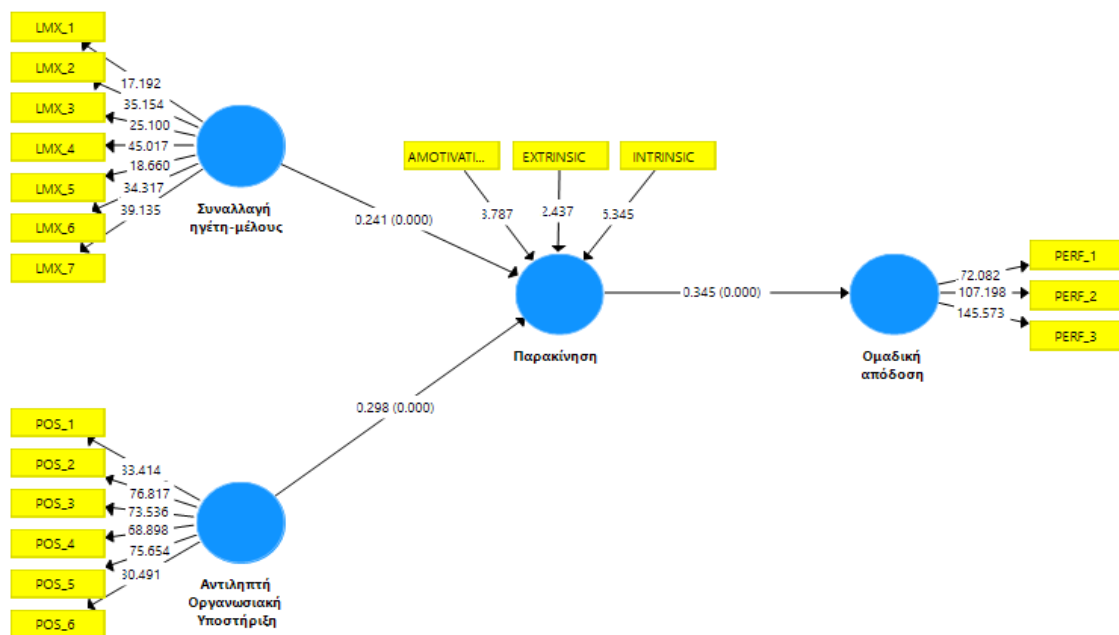 LMX_1
LMX_2
LMX_3
LMX_4
LMX_5
LMX_6
LMX_7
17.192
35.154
25.100
45.017
18.660
34.317
39.135
Συναλλαγή
ηγέτη-μέλους
0.241 (0.000)
AMOTIVATI...
EXTRINSIC
INTRINSIC
3.787
2.437
5.345
Παρακίνηση
0.345 (0.000)
Ομαδική
απόδοση
72.082
107.198
145.573
PERF_1
PERF_2
PERF_3
0.298 (0.000)
POS_1
POS_2
POS_3
POS_4
POS_5
POS_6
33.414
76.817
73.536
68.898
75.654
30.491
Αντιληπτή
Οργανωσιακή
Υποστήριξη